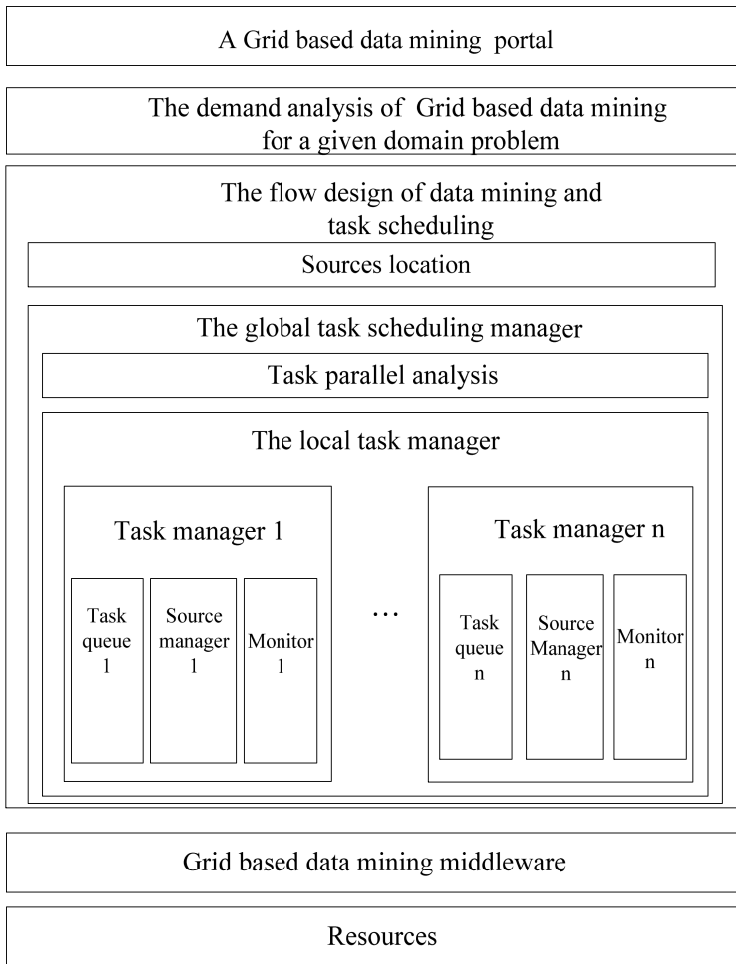 A Grid based data mining portal
The demand analysis of Grid based data mining
for a given domain problem
The flow design of data mining and
task scheduling
Sources location
The global task scheduling manager
Task parallel analysis
The local task manager
Task manager 1
Task
queue
1
Source
manager
1
Monitor
1
...
Task manager n
Task
queue
n
Source
Manager
n
Monitor
n
Grid based data mining middleware
Resources